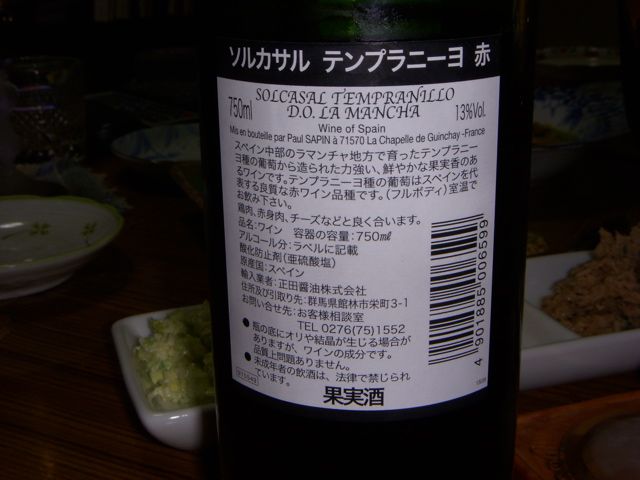 ソルカサル テンプラニーヨ 赤
SOLCASAL TEMPRANILLO
750ml D.O. LA MANCHA 13%Vol.
Wine of Spain
Mis en bouteille par Paul SAPIN à 71570 La Chapelle de Guinchay -France
スペイン中部のラマンチャ地方で育ったテンプラニー
ヨ種の葡萄から造られた力強い、鮮やかな果実香のあ
るワインです。テンプラニーヨ種の葡萄はスペインを代
表する良質な赤ワイン品種です。(フルボディ)室温で
お飲み下さい。
鶏肉、赤身肉、チーズなどと良く合います。
品名:ワイン 容器の容量:750㎖
アルコール分:ラベルに記載
酸化防止剤(亜硫酸塩)
原産国:スペイン
輸入業者:正田醤油株式会社
住所及び引取り先:群馬県館林市栄町3-1
お問い合せ先:お客様相談室
TEL 0276(75)1552
●瓶の底にオリや結晶が生じる場合が
ありますが、ワインの成分です。
品質上問題ありません。
●未成年者の飲酒は、法律で禁じられ
ています。
果実酒
4 901885 006599